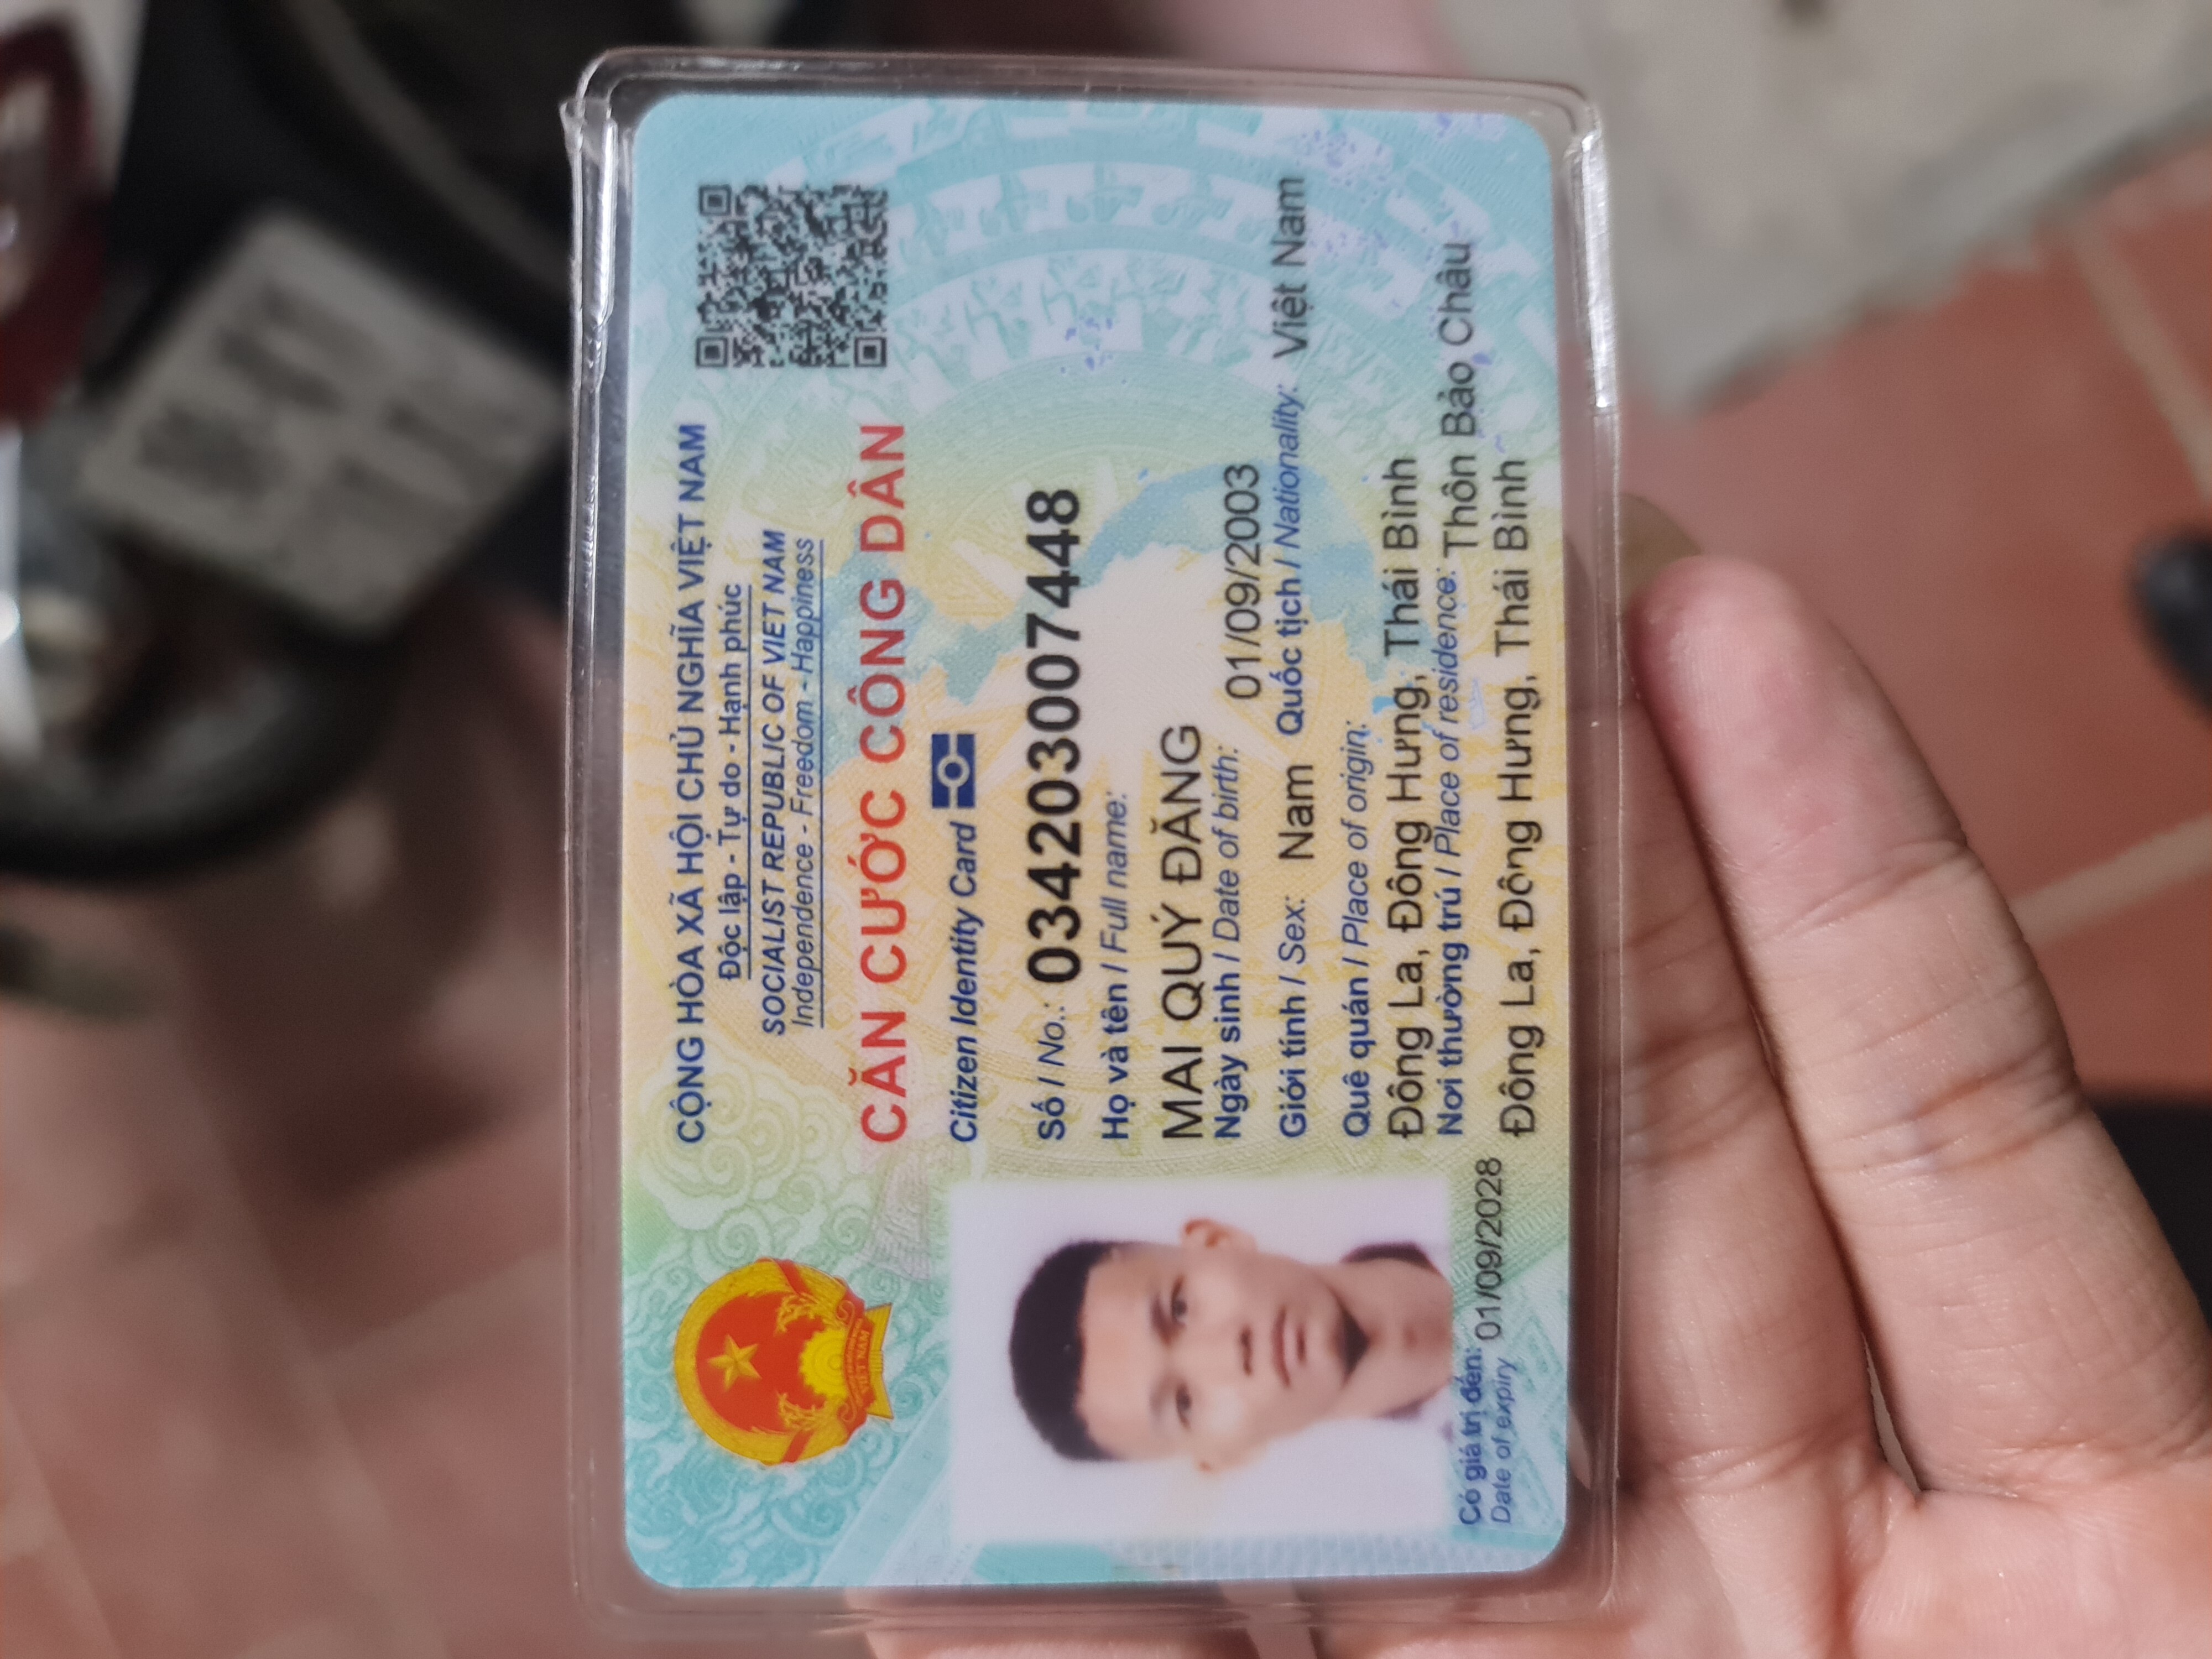 CỘNG HÒA XÃ HỘI CHỦ NGHĨA VIỆT NAM
Độc lập - Tự do - Hạnh phúc
SOCIALIST REPUBLIC OF VIET NAM
Independence - Freedom - Happiness
CĂN CƯỚC CÔNG DÂN
Citizen Identity Card
Số / No.: 034203007448
Họ và tên / Full name:
MAI QUÝ ĐĂNG
Ngày sinh / Date of birth: 01/09/2003
Giới tính / Sex: Nam Quốc tịch / Nationality: Việt Nam
Quê quán / Place of origin:
Đông La, Đông Hưng, Thái Bình
Nơi thường trú / Place of residence: Thôn Bảo Châu
Đông La, Đông Hưng, Thái Bình
Có giá trị đến: 01/09/2028
Date of expiry
VIỆT NAM